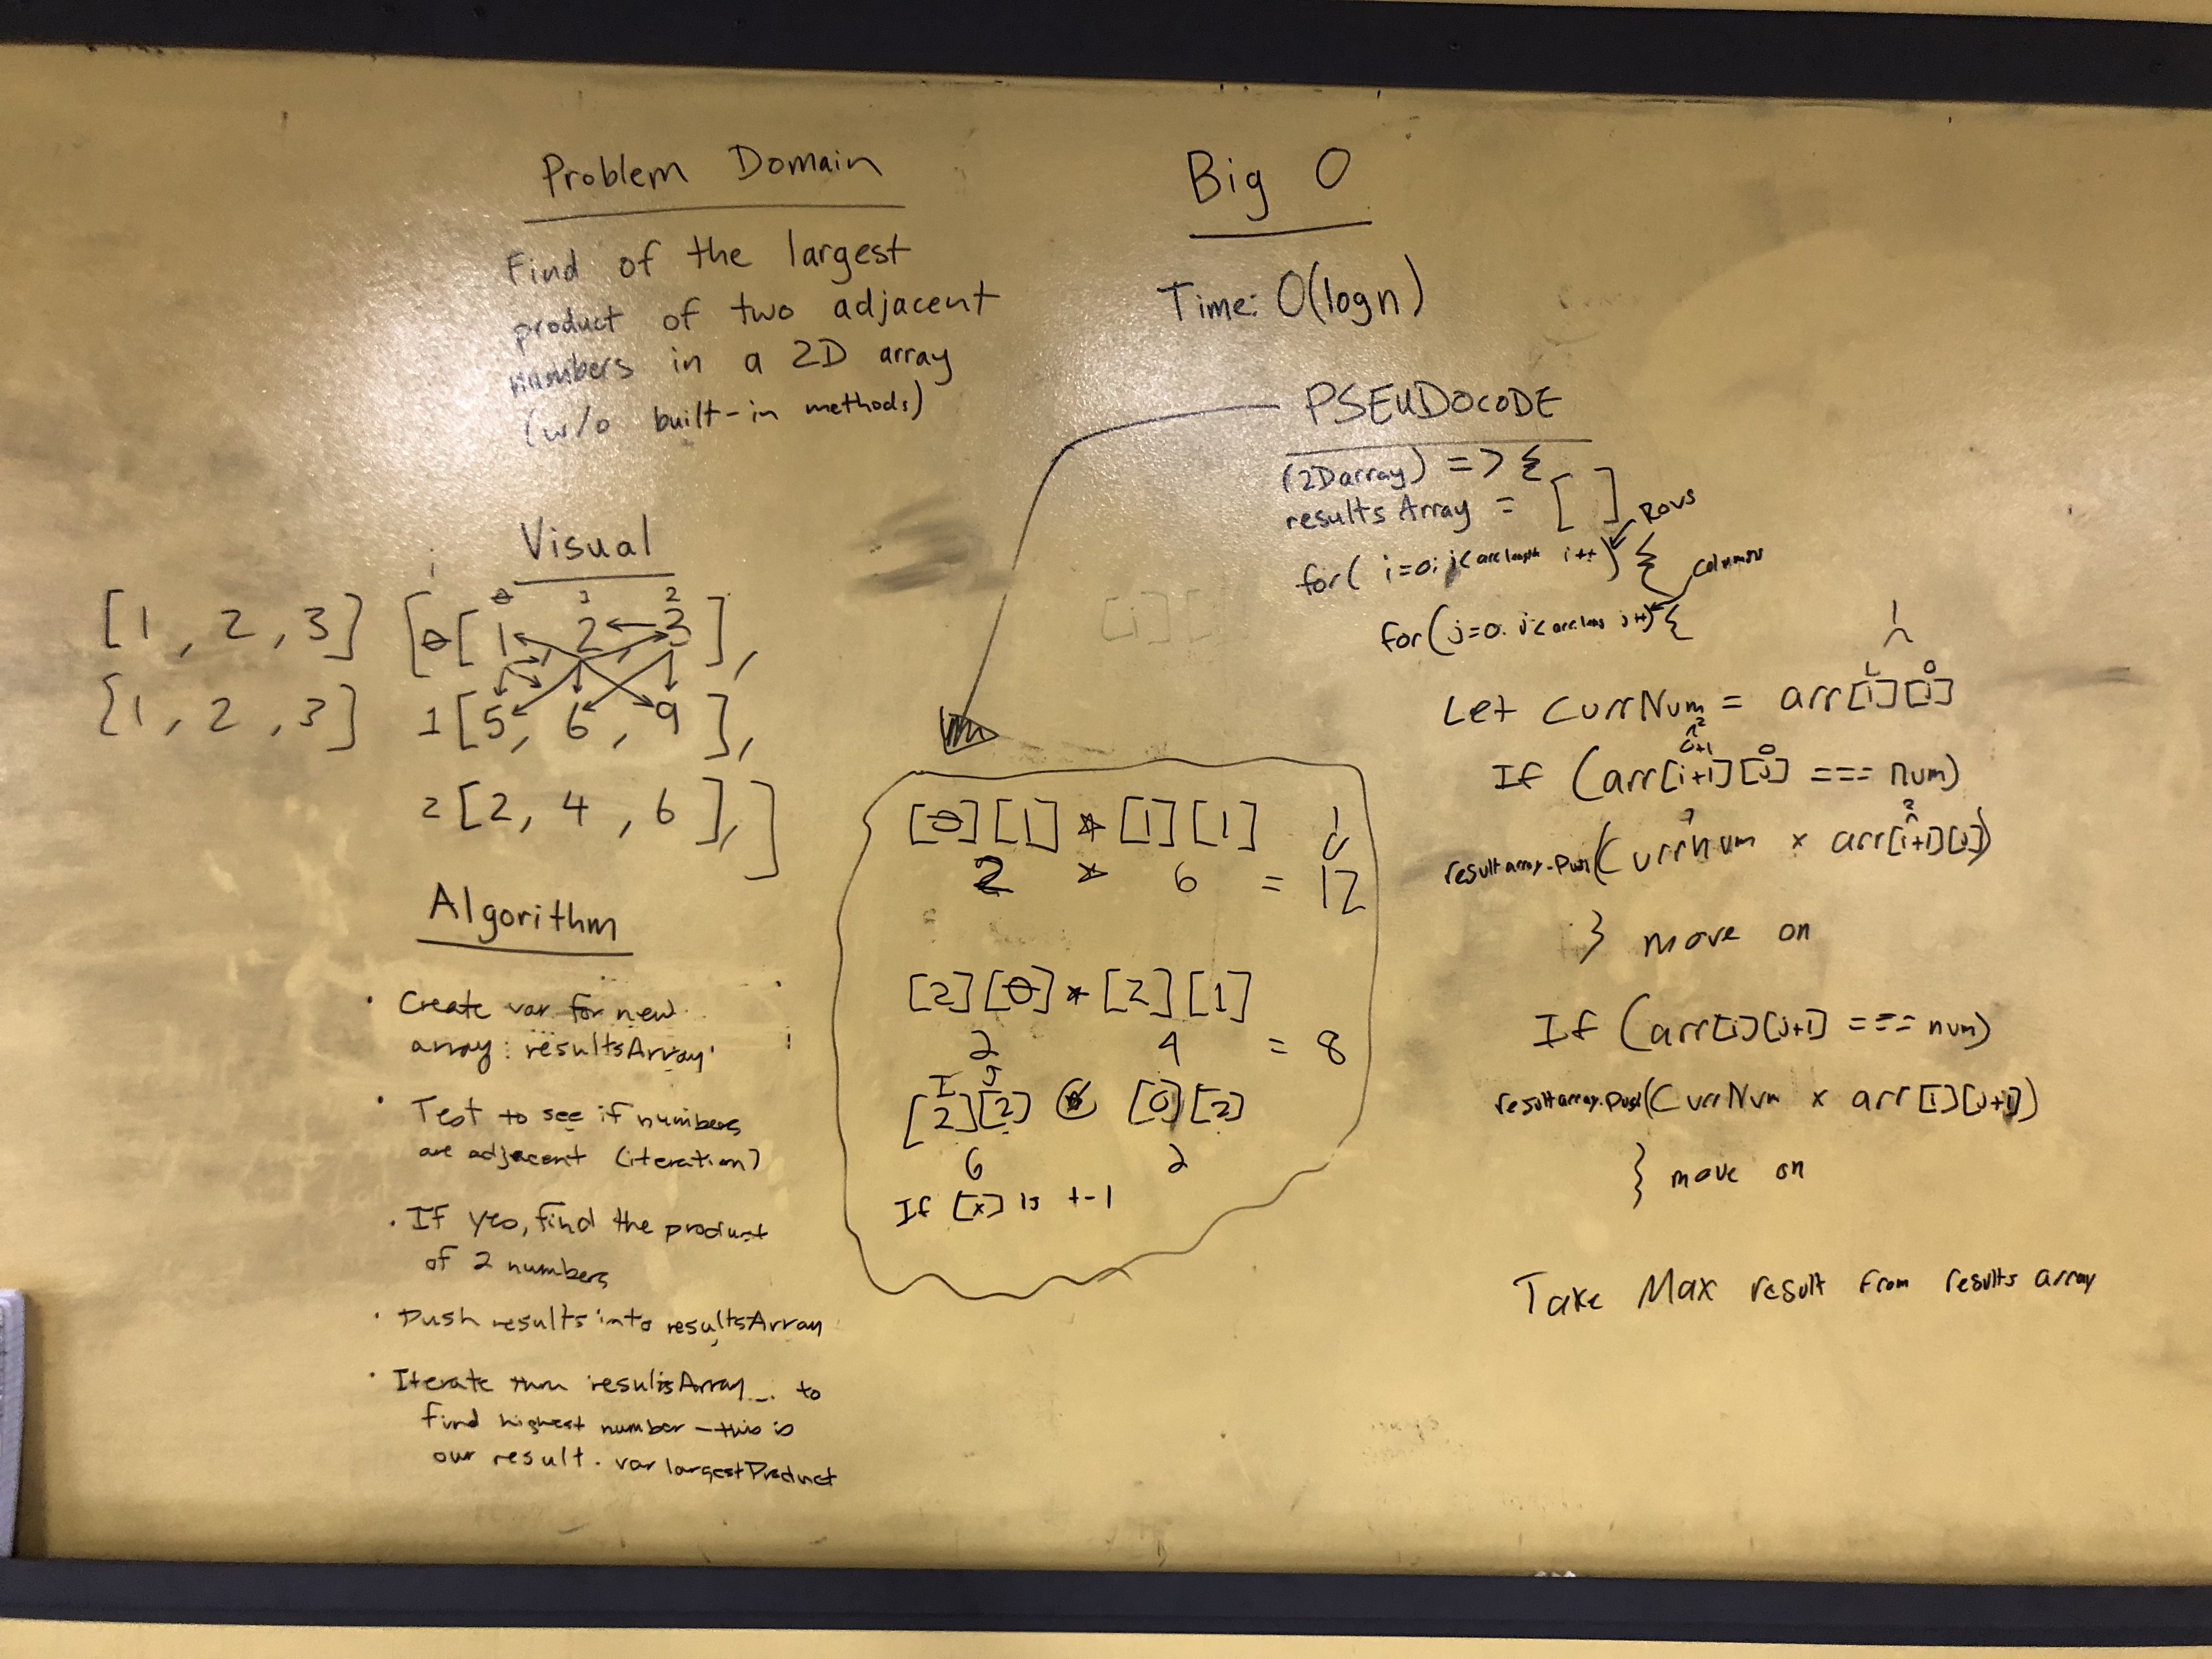 Problem Domain
Find of the largest
product of two adjacent
numbers in a 2D array
(w/o built-in methods)
Visual
[1, 2, 3]
[1, 2, 3]
0 1 2
[0[1, 2, 3],
1[5, 6, 9],
2[2, 4, 6],]
Algorithm
• Create var for new
array: resultsArray
• Test to see if numbers
are adjacent (iteration)
• If yes, find the product
of 2 numbers
• Push results into resultsArray
• Iterate thru resultsArray to
find highest number – this is
our result. var largestProduct
Big O
Time: O(logn)
PSEUDOCODE
(2Darray) => {
resultsArray = [ ]
Rows
for( i=0; j< arr.length i++) {
Columns
for(j=0. j< arr.leng j++) {
Let CurrNum = arr[i][j]
If (arr[i+1][j] === num)
resultarray.Push(Currnum x arr[i+1][j])
} move on
If (arr[i][j+1] === num)
resultarray.Push(CurrNum x arr[i][j+1])
} move on
Take Max result from results array
[0][1] * [1][1]
2 * 6 = 12
[2][0] * [2][1]
2 4 = 8
I J
[2][2] * [0][2]
6 2
If [x] is +-1
[i][